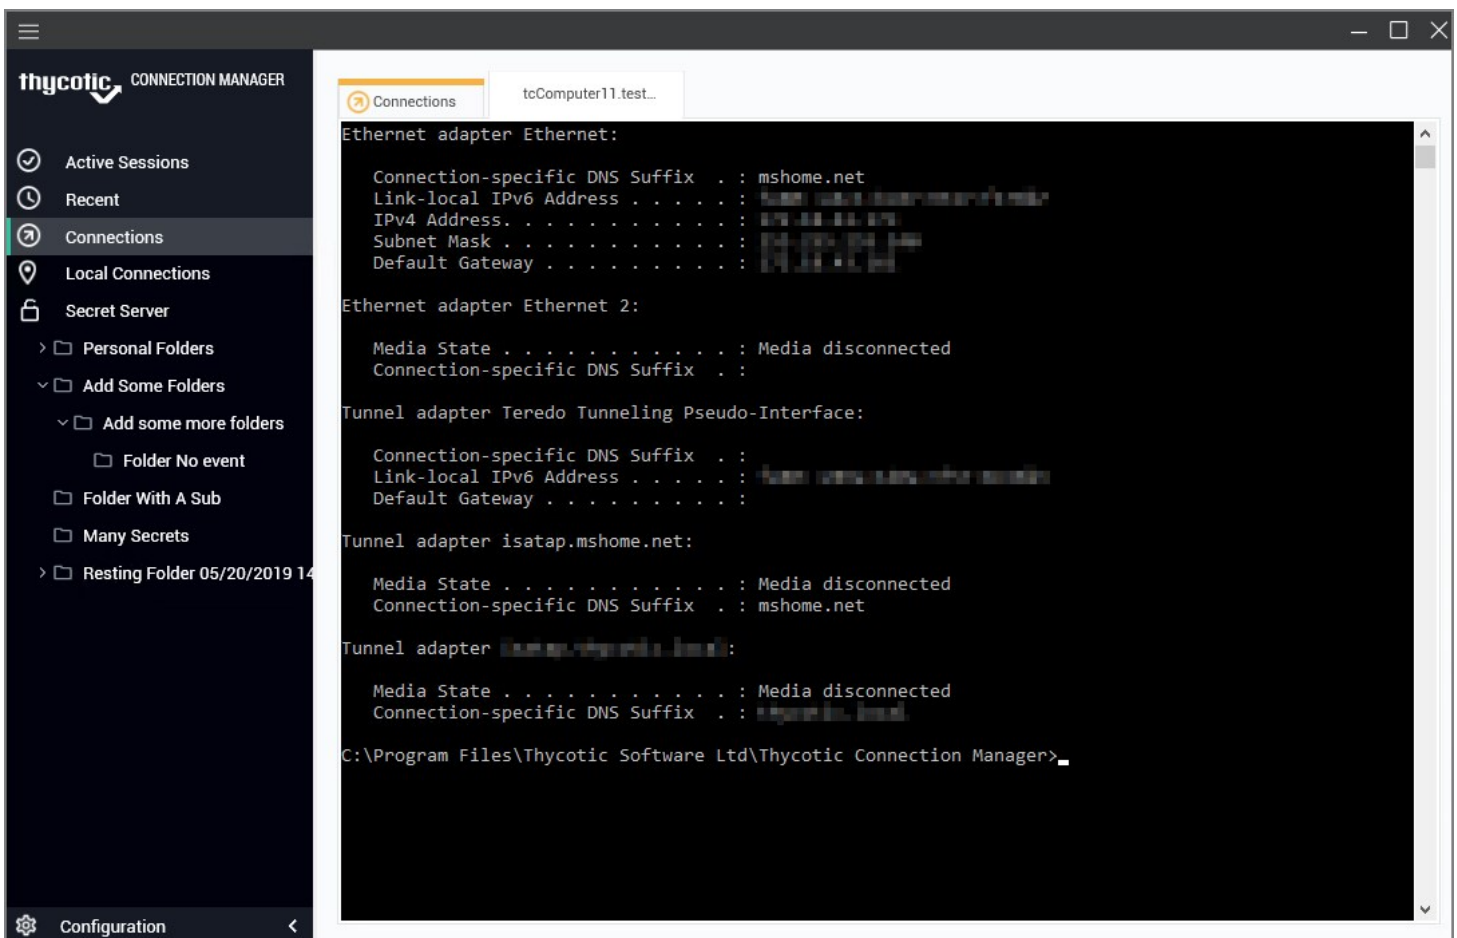 thycotic CONNECTION MANAGER
Active Sessions
Recent
Connections
Local Connections
Secret Server
Personal Folders
Add Some Folders
Add some more folders
Folder No event
Folder With A Sub
Many Secrets
Resting Folder 05/20/2019 14
Configuration
Connections
tcComputer11.test...
Ethernet adapter Ethernet:
Connection-specific DNS Suffix . : mshome.net
Link-local IPv6 Address . . . . . :
IPv4 Address. . . . . . . . . . . :
Subnet Mask . . . . . . . . . . . :
Default Gateway . . . . . . . . . :
Ethernet adapter Ethernet 2:
Media State . . . . . . . . . . . : Media disconnected
Connection-specific DNS Suffix . :
Tunnel adapter Teredo Tunneling Pseudo-Interface:
Connection-specific DNS Suffix . :
Link-local IPv6 Address . . . . . :
Default Gateway . . . . . . . . . :
Tunnel adapter isatap.mshome.net:
Media State . . . . . . . . . . . : Media disconnected
Connection-specific DNS Suffix . : mshome.net
Tunnel adapter :
Media State . . . . . . . . . . . : Media disconnected
Connection-specific DNS Suffix . :
C:\Program Files\Thycotic Software Ltd\Thycotic Connection Manager>